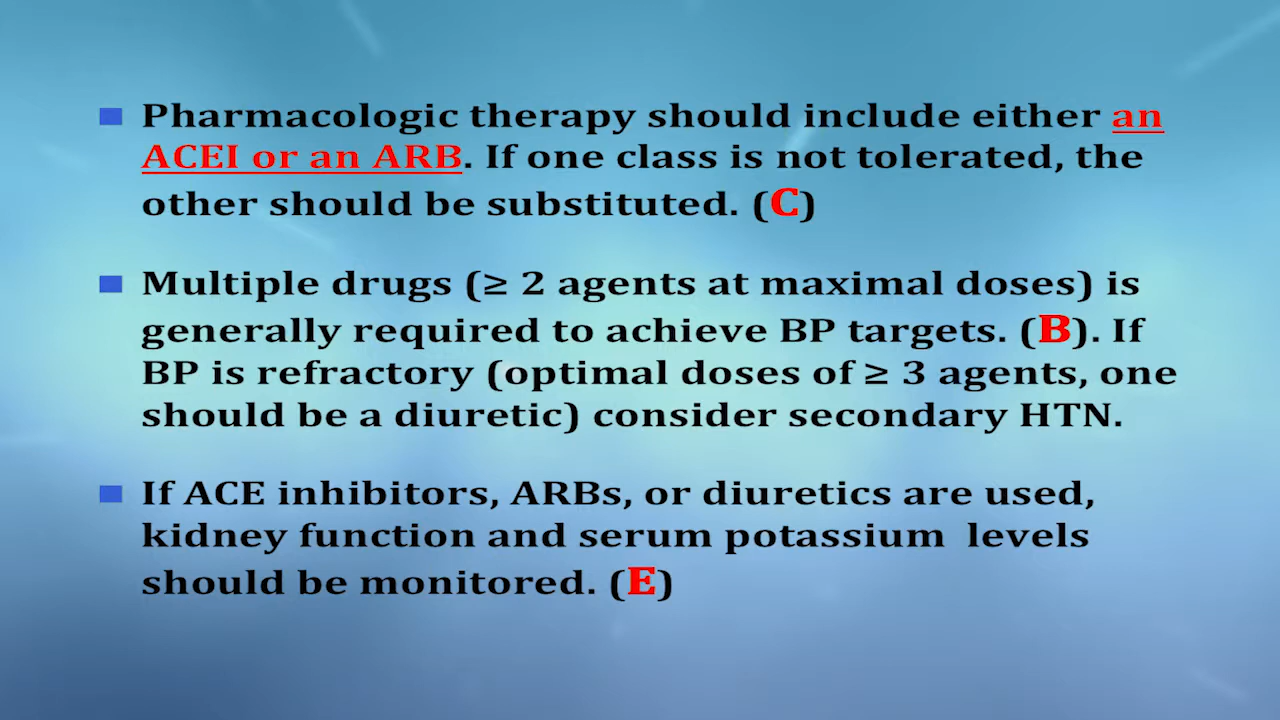 Pharmacologic therapy should include either an
ACEI or an ARB. If one class is not tolerated, the
other should be substituted. (C)
Multiple drugs (≥ 2 agents at maximal doses) is
generally required to achieve BP targets. (B). If
BP is refractory (optimal doses of ≥ 3 agents, one
should be a diuretic) consider secondary HTN.
If ACE inhibitors, ARBs, or diuretics are used,
kidney function and serum potassium  levels
should be monitored. (E)